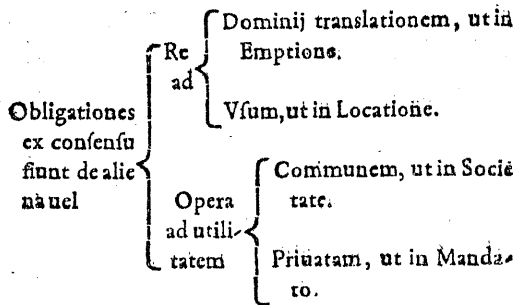 Obligationes
ex conſenſu
fiunt de alie
na uel
Re
ad
Dominij translationem, ut in
Emptione.
Vſum, ut in Locatione.
Opera
ad utili-
tatem
Communem, ut in Socie
tate.
Priuatam, ut in Manda-
to.